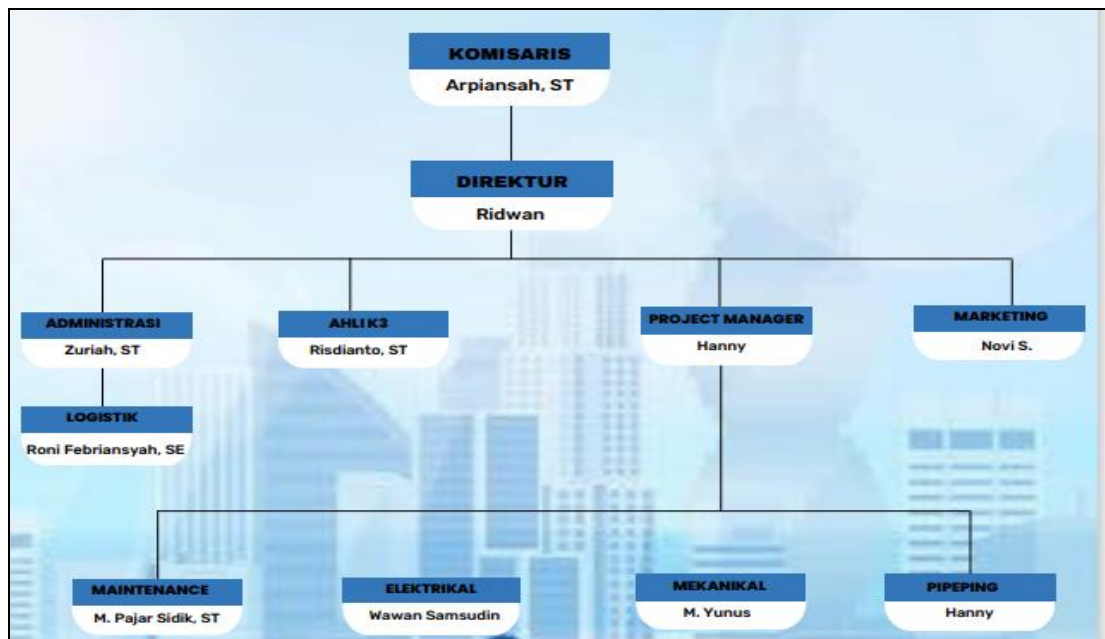 KOMISARIS
Arpiansah, ST
DIREKTUR
Ridwan
ADMINISTRASI
Zuriah, ST
AHLI K3
Risdianto, ST
PROJECT MANAGER
Hanny
MARKETING
Novi S.
LOGISTIK
Roni Febriansyah, SE
MAINTENANCE
M. Pajar Sidik, ST
ELEKTRIKAL
Wawan Samsudin
MEKANIKAL
M. Yunus
PIPEPING
Hanny